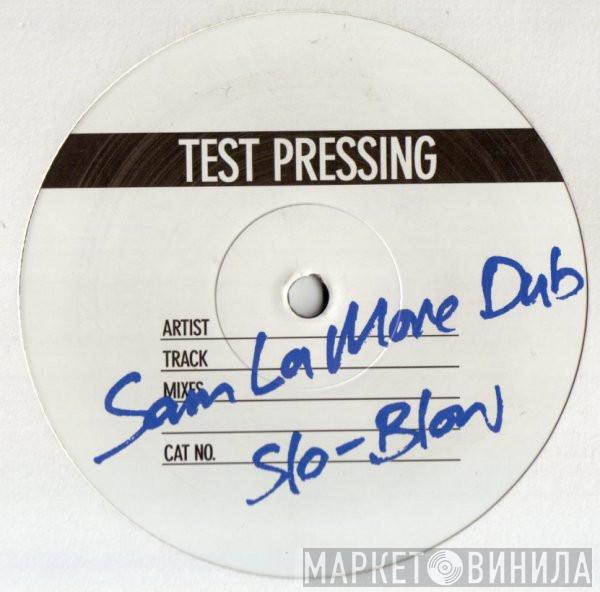 TEST PRESSING
ARTIST
TRACK
MIXES
CAT NO.
Sam La More Dub
Slo-Blow
МАРКЕТ ВИНИЛА